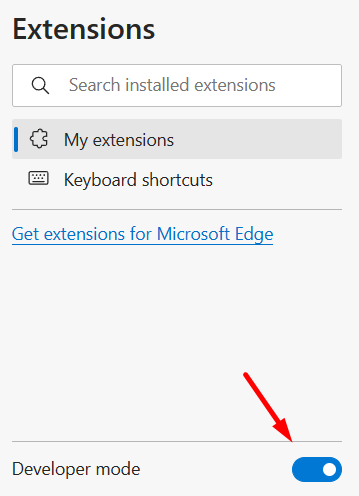 Extensions
Search installed extensions
My extensions
Keyboard shortcuts
Get extensions for Microsoft Edge
Developer mode